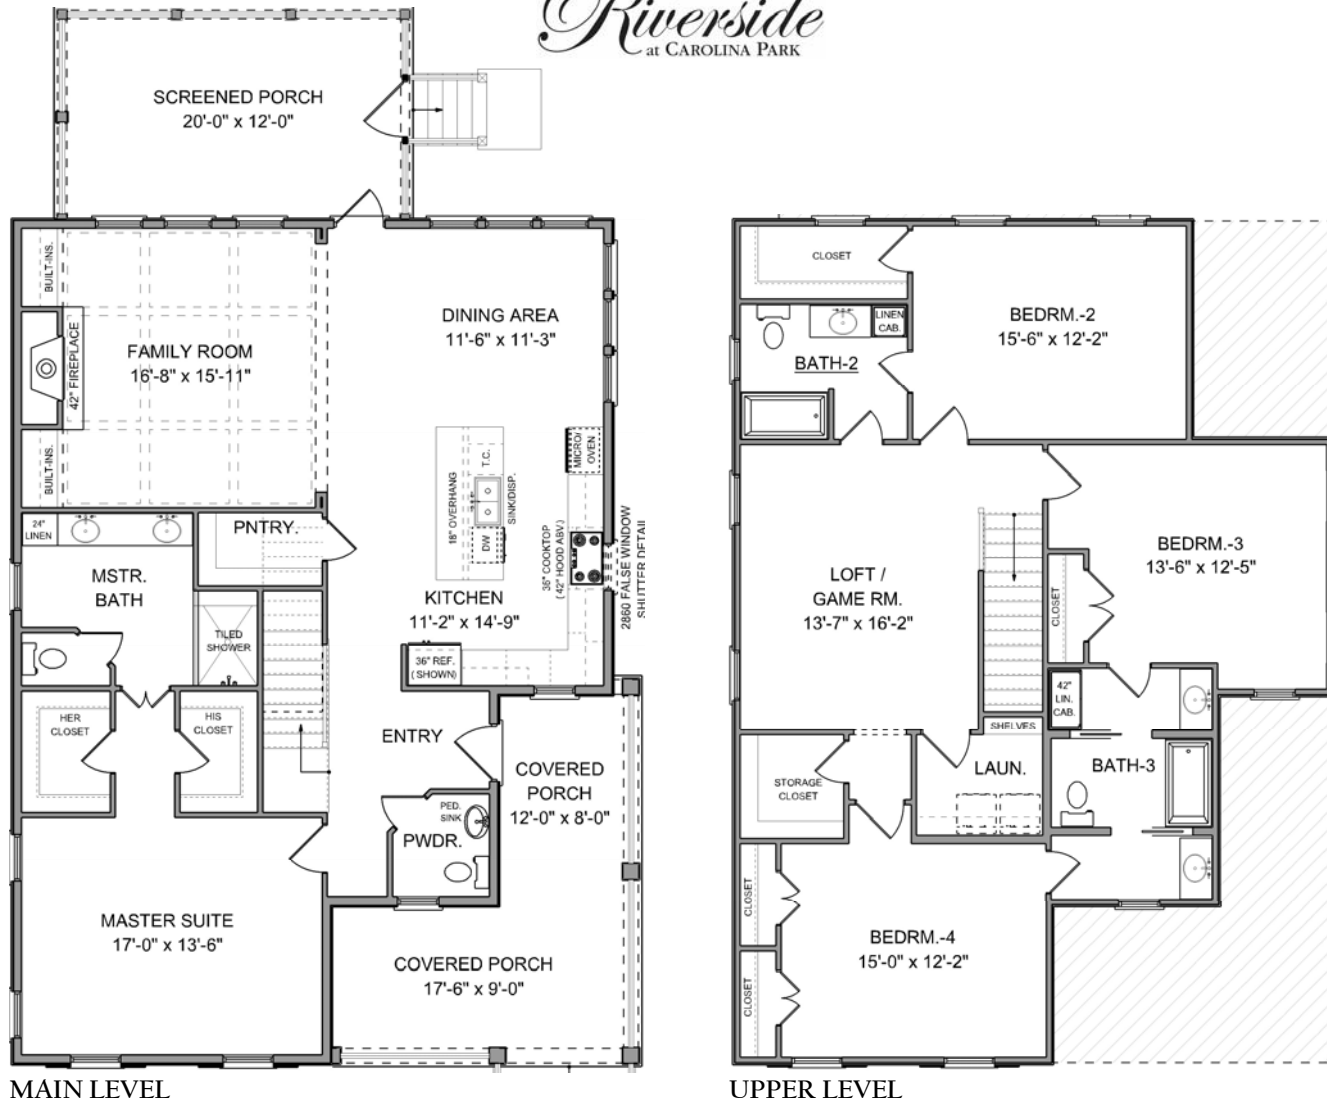 Riverside
at CAROLINA PARK
SCREENED PORCH
20'-0" x 12'-0"
BUILT-INS.
FAMILY ROOM
16'-8" x 15'-11"
42" FIREPLACE
BUILT-INS.
DINING AREA
11'-6" x 11'-3"
MICRO/
OVEN
T.C.
18" OVERHANG
SINK/DISP.
DW
36" COOKTOP
(42" HOOD ABV.)
2860 FALSE WINDOW
SHUTTER DETAIL
KITCHEN
11'-2" x 14'-9"
36" REF.
(SHOWN)
24"
LINEN
PNTRY.
MSTR.
BATH
TILED
SHOWER
HER
CLOSET
HIS
CLOSET
ENTRY
COVERED
PORCH
12'-0" x 8'-0"
PED.
SINK
PWDR.
MASTER SUITE
17'-0" x 13'-6"
COVERED PORCH
17'-6" x 9'-0"
MAIN LEVEL
CLOSET
BEDRM.-2
15'-6" x 12'-2"
LINEN
CAB.
BATH-2
BEDRM.-3
13'-6" x 12'-5"
CLOSET
LOFT /
GAME RM.
13'-7" x 16'-2"
42"
LIN.
CAB.
SHELVES
LAUN.
BATH-3
STORAGE
CLOSET
CLOSET
BEDRM.-4
15'-0" x 12'-2"
CLOSET
UPPER LEVEL